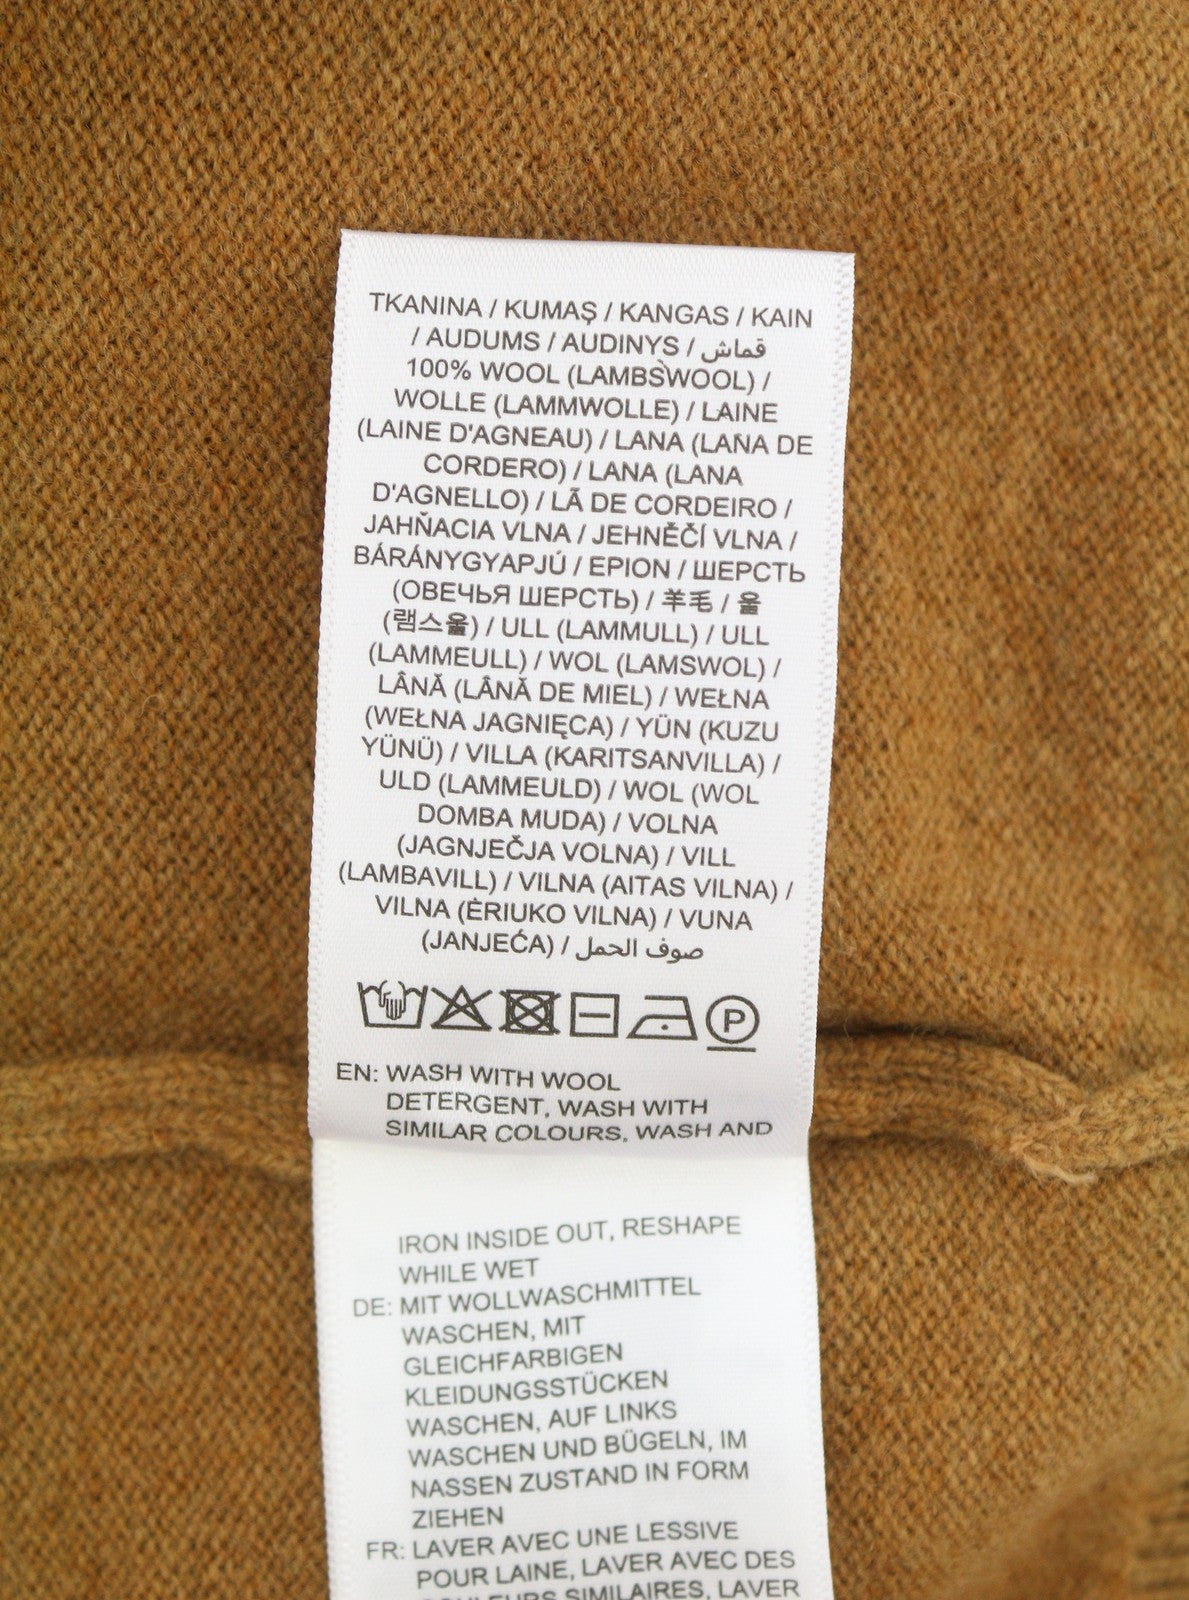 TKANINA / KUMAŞ / KANGAS / KAIN
/ AUDUMS / AUDINYS / قماش
100% WOOL (LAMBSWOOL) /
WOLLE (LAMMWOLLE) / LAINE
(LAINE D'AGNEAU) / LANA (LANA DE
CORDERO) / LANA (LANA
D'AGNELLO) / LÃ DE CORDEIRO /
JAHŇACIA VLNA / JEHNĚČÍ VLNA /
BÁRÁNYGYAPJÚ / EPION / ШЕРСТЬ
(ОВЕЧЬЯ ШЕРСТЬ) / 羊毛 / 울
(램스울) / ULL (LAMMULL) / ULL
(LAMMEULL) / WOL (LAMSWOL) /
LÂNĂ (LÂNĂ DE MIEL) / WEŁNA
(WEŁNA JAGNIĘCA) / YÜN (KUZU
YÜNÜ) / VILLA (KARITSANVILLA) /
ULD (LAMMEULD) / WOL (WOL
DOMBA MUDA) / VOLNA
(JAGNJEČJA VOLNA) / VILL
(LAMBAVILL) / VILNA (AITAS VILNA) /
VILNA (ĖRIUKO VILNA) / VUNA
(JANJEĆA) / صوف الحمل
P
EN: WASH WITH WOOL
DETERGENT, WASH WITH
SIMILAR COLOURS, WASH AND
IRON INSIDE OUT, RESHAPE
WHILE WET
DE: MIT WOLLWASCHMITTEL
WASCHEN, MIT
GLEICHFARBIGEN
KLEIDUNGSSTÜCKEN
WASCHEN, AUF LINKS
WASCHEN UND BÜGELN, IM
NASSEN ZUSTAND IN FORM
ZIEHEN
FR: LAVER AVEC UNE LESSIVE
POUR LAINE, LAVER AVEC DES
COULEURS SIMILAIRES, LAVER